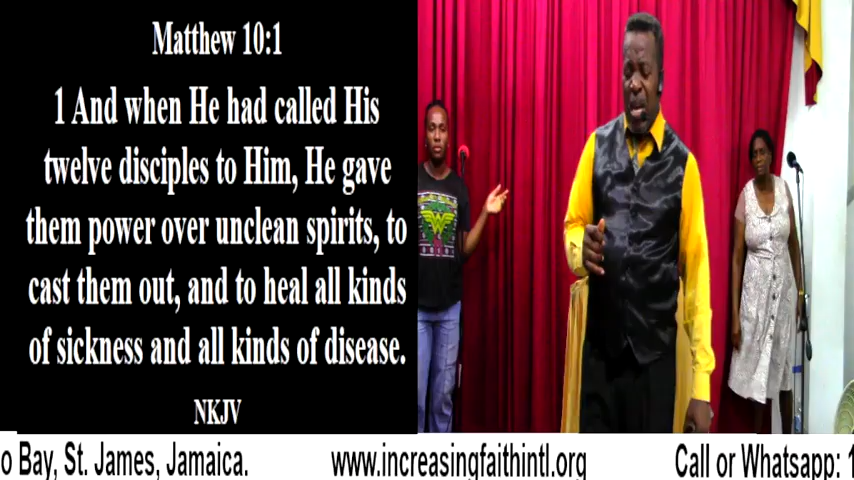 Matthew 10:1
1 And when He had called His
twelve disciples to Him, He gave
them power over unclean spirits, to
cast them out, and to heal all kinds
of sickness and all kinds of disease.
NKJV
o Bay, St. James, Jamaica. www.increasingfaithintl.org Call or Whatsapp: 1